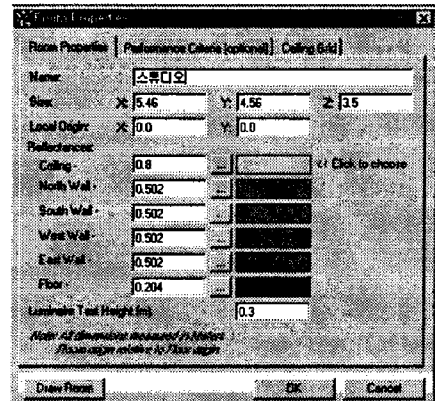 Room Properties
Room Properties Performance Criteria (optional) Ceiling Grid
Name: 스튜디오
Size: X: 5.46 Y: 4.56 Z: 3.5
Local Origin: X: 0.0 Y: 0.0
Reflectances:
Ceiling - 0.8 ... << Click to choose
North Wall - 0.502 ...
South Wall - 0.502 ...
West Wall - 0.502 ...
East Wall - 0.502 ...
Floor - 0.204 ...
Luminaire Task Height (m): 0.3
Note: All dimensions measured in Meters
Room origin relative to Floor origin
Draw Room OK Cancel